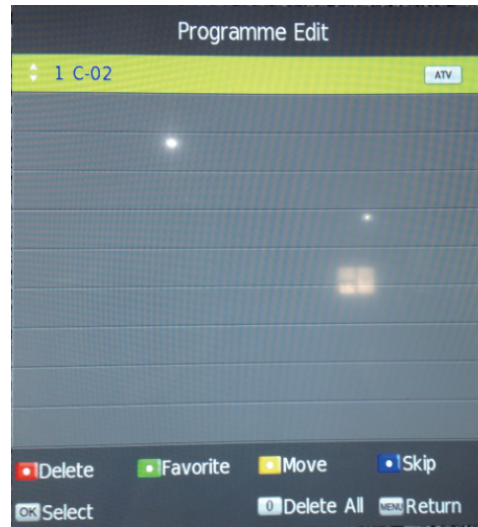 Programme Edit
1 C-02 ATV
Delete Favorite Move Skip
OK Select 0 Delete All MENU Return